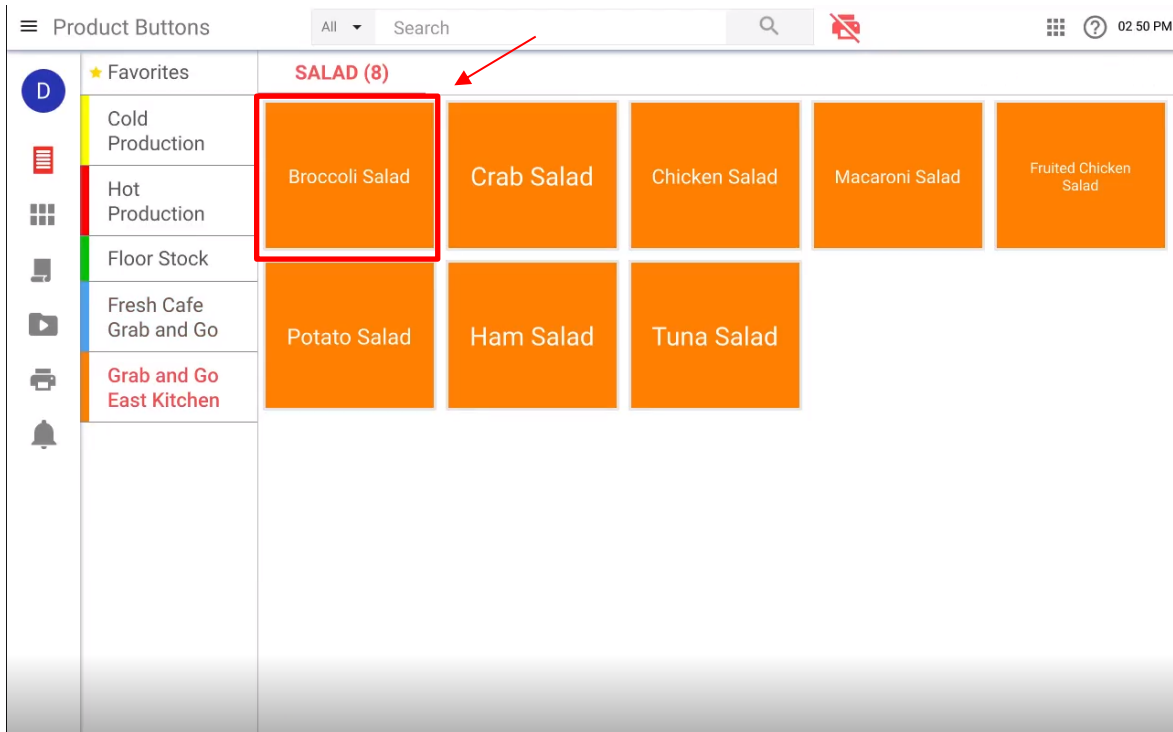 Product Buttons
All
Search
?
02 50 PM
D
Favorites
Cold
Production
Hot
Production
Floor Stock
Fresh Cafe
Grab and Go
Grab and Go
East Kitchen
SALAD (8)
Broccoli Salad
Crab Salad
Chicken Salad
Macaroni Salad
Fruited Chicken
Salad
Potato Salad
Ham Salad
Tuna Salad